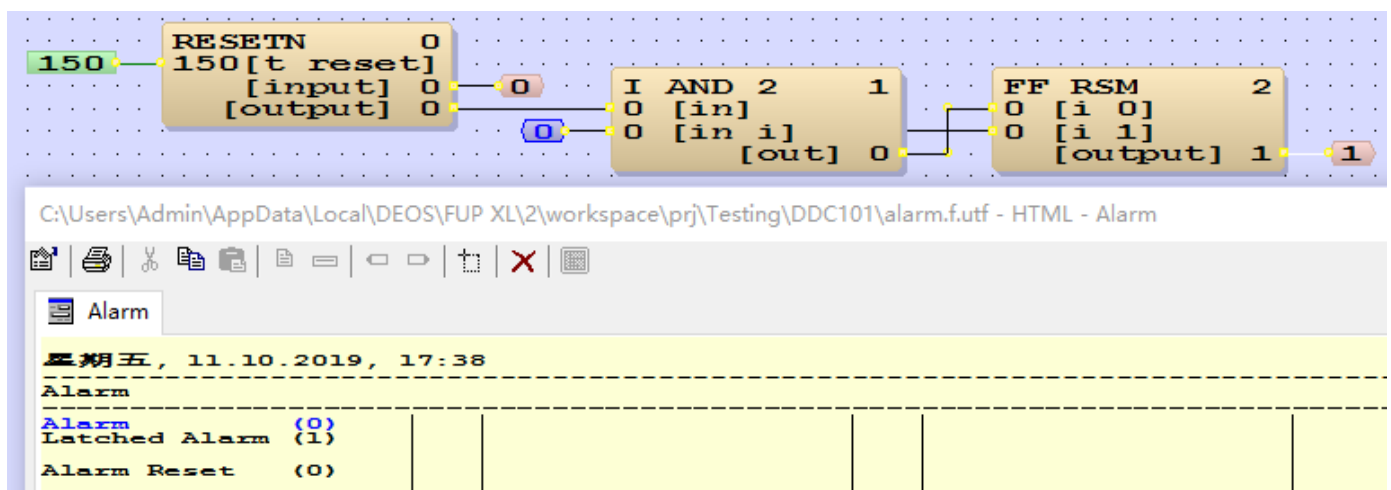 RESETN 0
150 150[t reset]
[input] 0 0
[output] 0
I AND 2 1
0 [in]
0 0 [in i]
[out] 0
FF RSM 2
0 [i 0]
0 [i 1]
[output] 1 1
C:\Users\Admin\AppData\Local\DEOS\FUP XL\2\workspace\prj\Testing\DDC101\alarm.f.utf - HTML - Alarm
Alarm
星期五, 11.10.2019, 17:38
Alarm
Alarm (0)
Latched Alarm (1)
Alarm Reset (0)